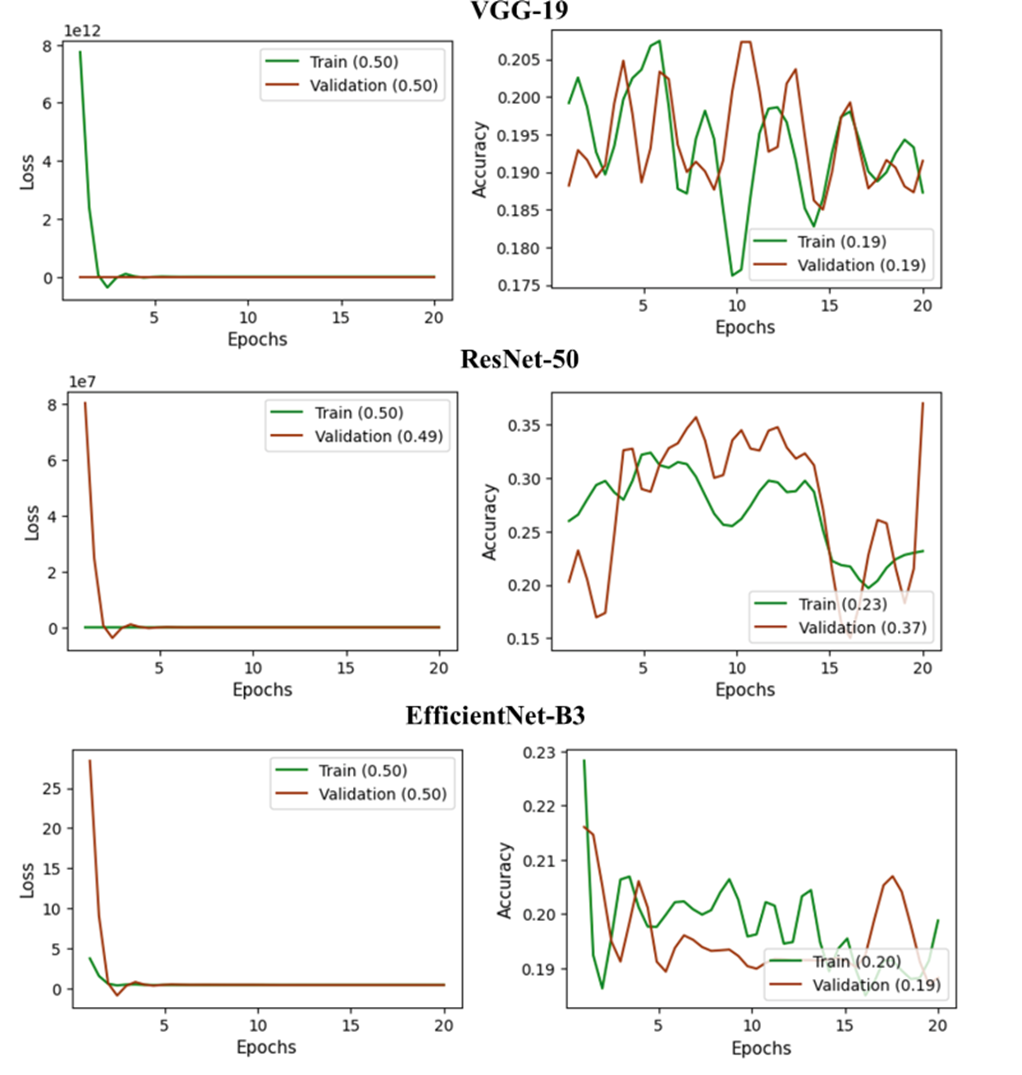 VGG-19
1e12
8
6
4
2
0
5
10
15
20
Loss
Epochs
Train (0.50)
Validation (0.50)
0.205
0.200
0.195
0.190
0.185
0.180
0.175
5
10
15
20
Accuracy
Epochs
Train (0.19)
Validation (0.19)
ResNet-50
1e7
8
6
4
2
0
5
10
15
20
Loss
Epochs
Train (0.50)
Validation (0.49)
0.35
0.30
0.25
0.20
0.15
5
10
15
20
Accuracy
Epochs
Train (0.23)
Validation (0.37)
EfficientNet-B3
25
20
15
10
5
0
5
10
15
20
Loss
Epochs
Train (0.50)
Validation (0.50)
0.23
0.22
0.21
0.20
0.19
5
10
15
20
Accuracy
Epochs
Train (0.20)
Validation (0.19)